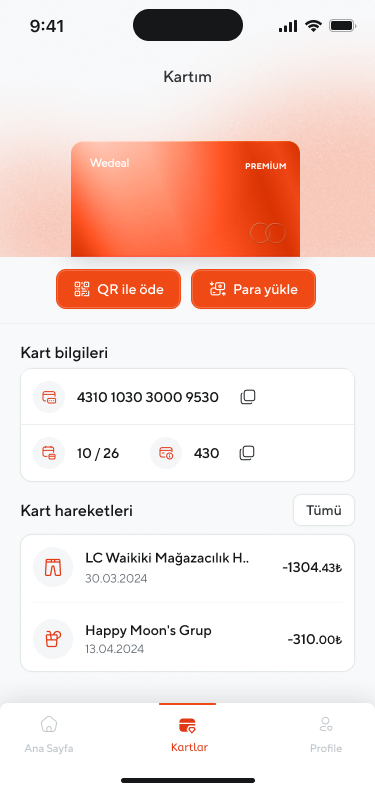 9:41
Kartım
Wedeal
PREMİUM
QR ile öde
Para yükle
Kart bilgileri
4310 1030 3000 9530
10 / 26
430
Kart hareketleri
Tümü
LC Waikiki Mağazacılık H..
-1304.43₺
30.03.2024
Happy Moon's Grup
-310.00₺
13.04.2024
Ana Sayfa
Kartlar
Profile